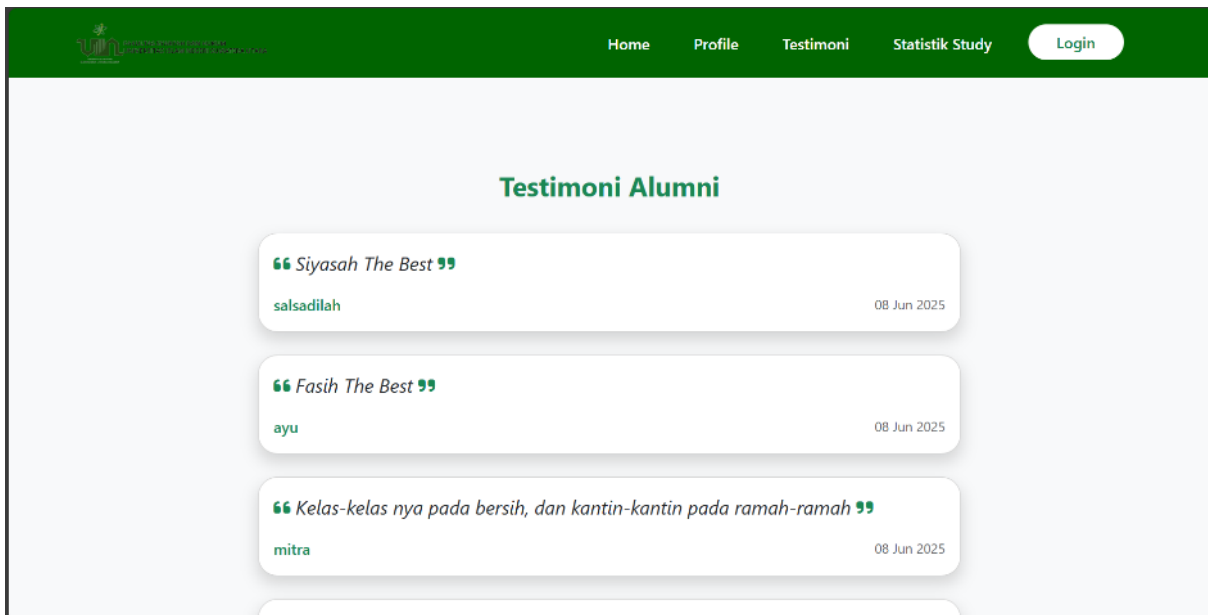 UIN
Home Profile Testimoni Statistik Study Login
Testimoni Alumni
❝ Siyasah The Best ❞
salsadilah 08 Jun 2025
❝ Fasih The Best ❞
ayu 08 Jun 2025
❝ Kelas-kelas nya pada bersih, dan kantin-kantin pada ramah-ramah ❞
mitra 08 Jun 2025